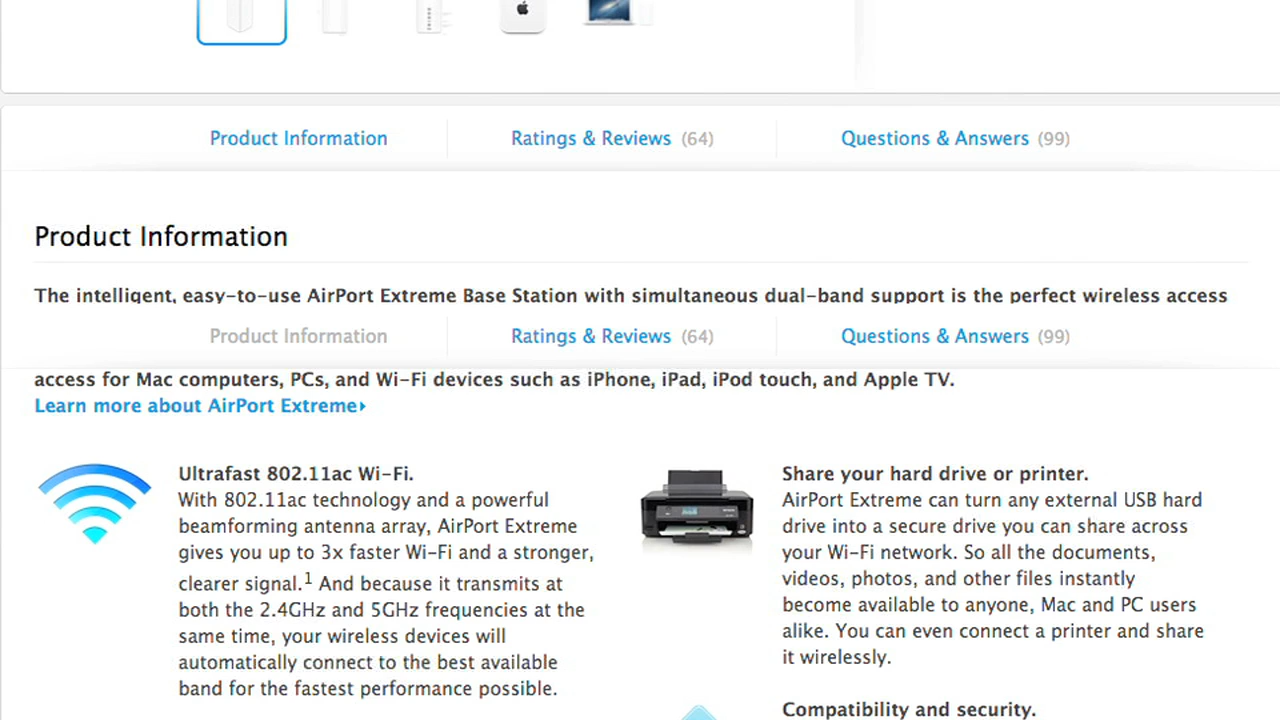 Product Information
Ratings & Reviews (64)
Questions & Answers (99)
Product Information
The intelligent, easy-to-use AirPort Extreme Base Station with simultaneous dual-band support is the perfect wireless access
Product Information
Ratings & Reviews (64)
Questions & Answers (99)
access for Mac computers, PCs, and Wi-Fi devices such as iPhone, iPad, iPod touch, and Apple TV.
Learn more about AirPort Extreme
Ultrafast 802.11ac Wi-Fi.
With 802.11ac technology and a powerful
beamforming antenna array, AirPort Extreme
gives you up to 3x faster Wi-Fi and a stronger,
clearer signal.1 And because it transmits at
both the 2.4GHz and 5GHz frequencies at the
same time, your wireless devices will
automatically connect to the best available
band for the fastest performance possible.
Share your hard drive or printer.
AirPort Extreme can turn any external USB hard
drive into a secure drive you can share across
your Wi-Fi network. So all the documents,
videos, photos, and other files instantly
become available to anyone, Mac and PC users
alike. You can even connect a printer and share
it wirelessly.
Compatibility and security.